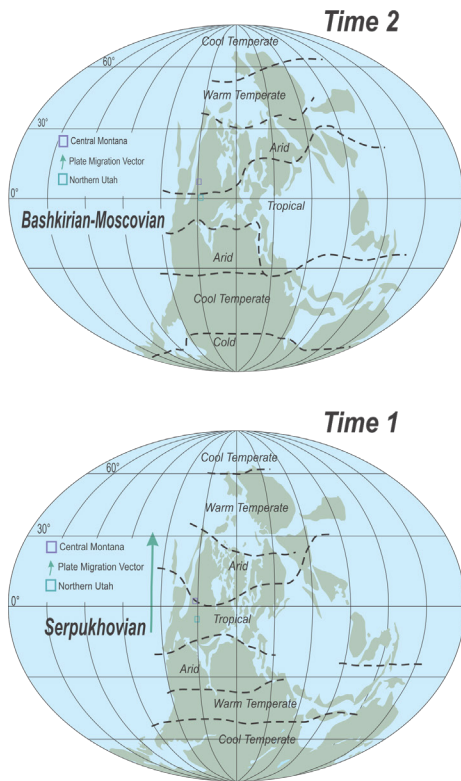 Time 2
Cool Temperate
60°
Warm Temperate
30°
Central Montana
Arid
Plate Migration Vector
Northern Utah
0°
Tropical
Bashkirian-Moscovian
Arid
Cool Temperate
Cold
Time 1
Cool Temperate
60°
Warm Temperate
30°
Central Montana
Arid
Plate Migration Vector
Northern Utah
0°
Tropical
Serpukhovian
Arid
Warm Temperate
Cool Temperate